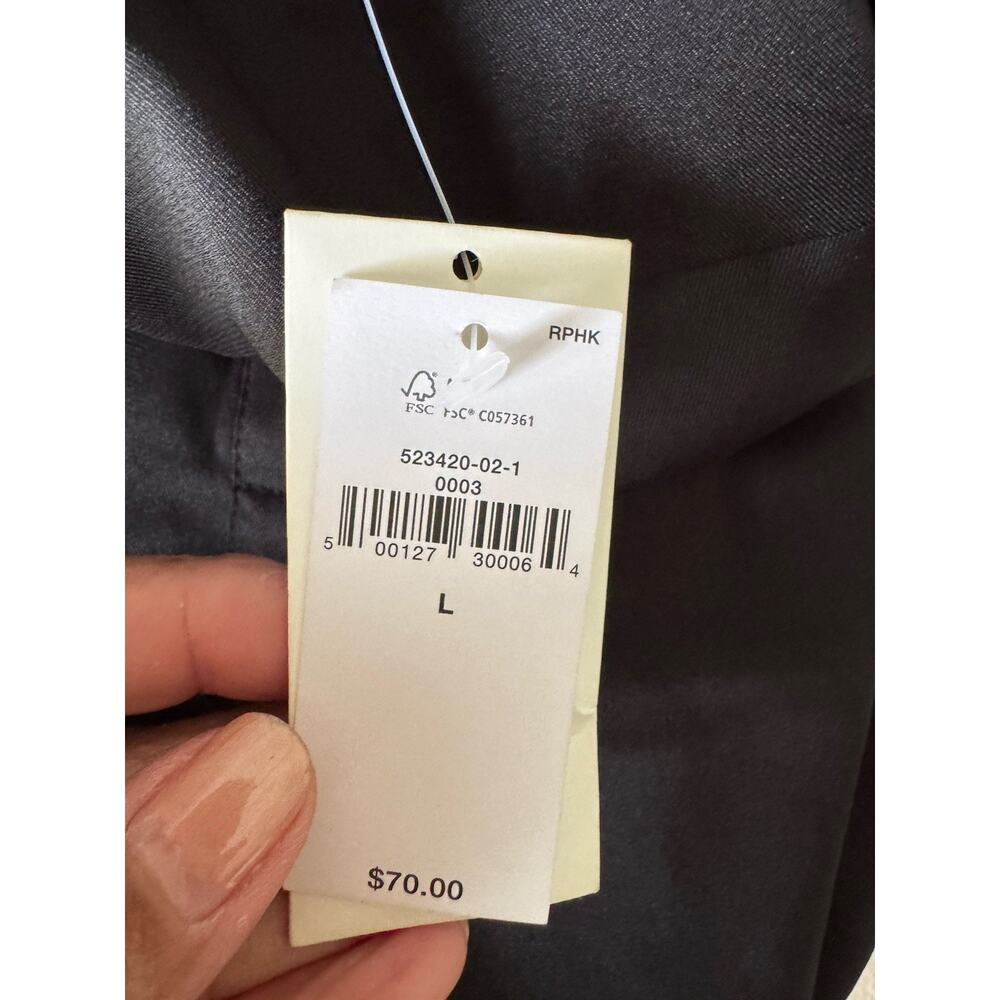 RPHK
FSC FSC® C057361
523420-02-1
0003
5 00127 30006 4
L
$70.00